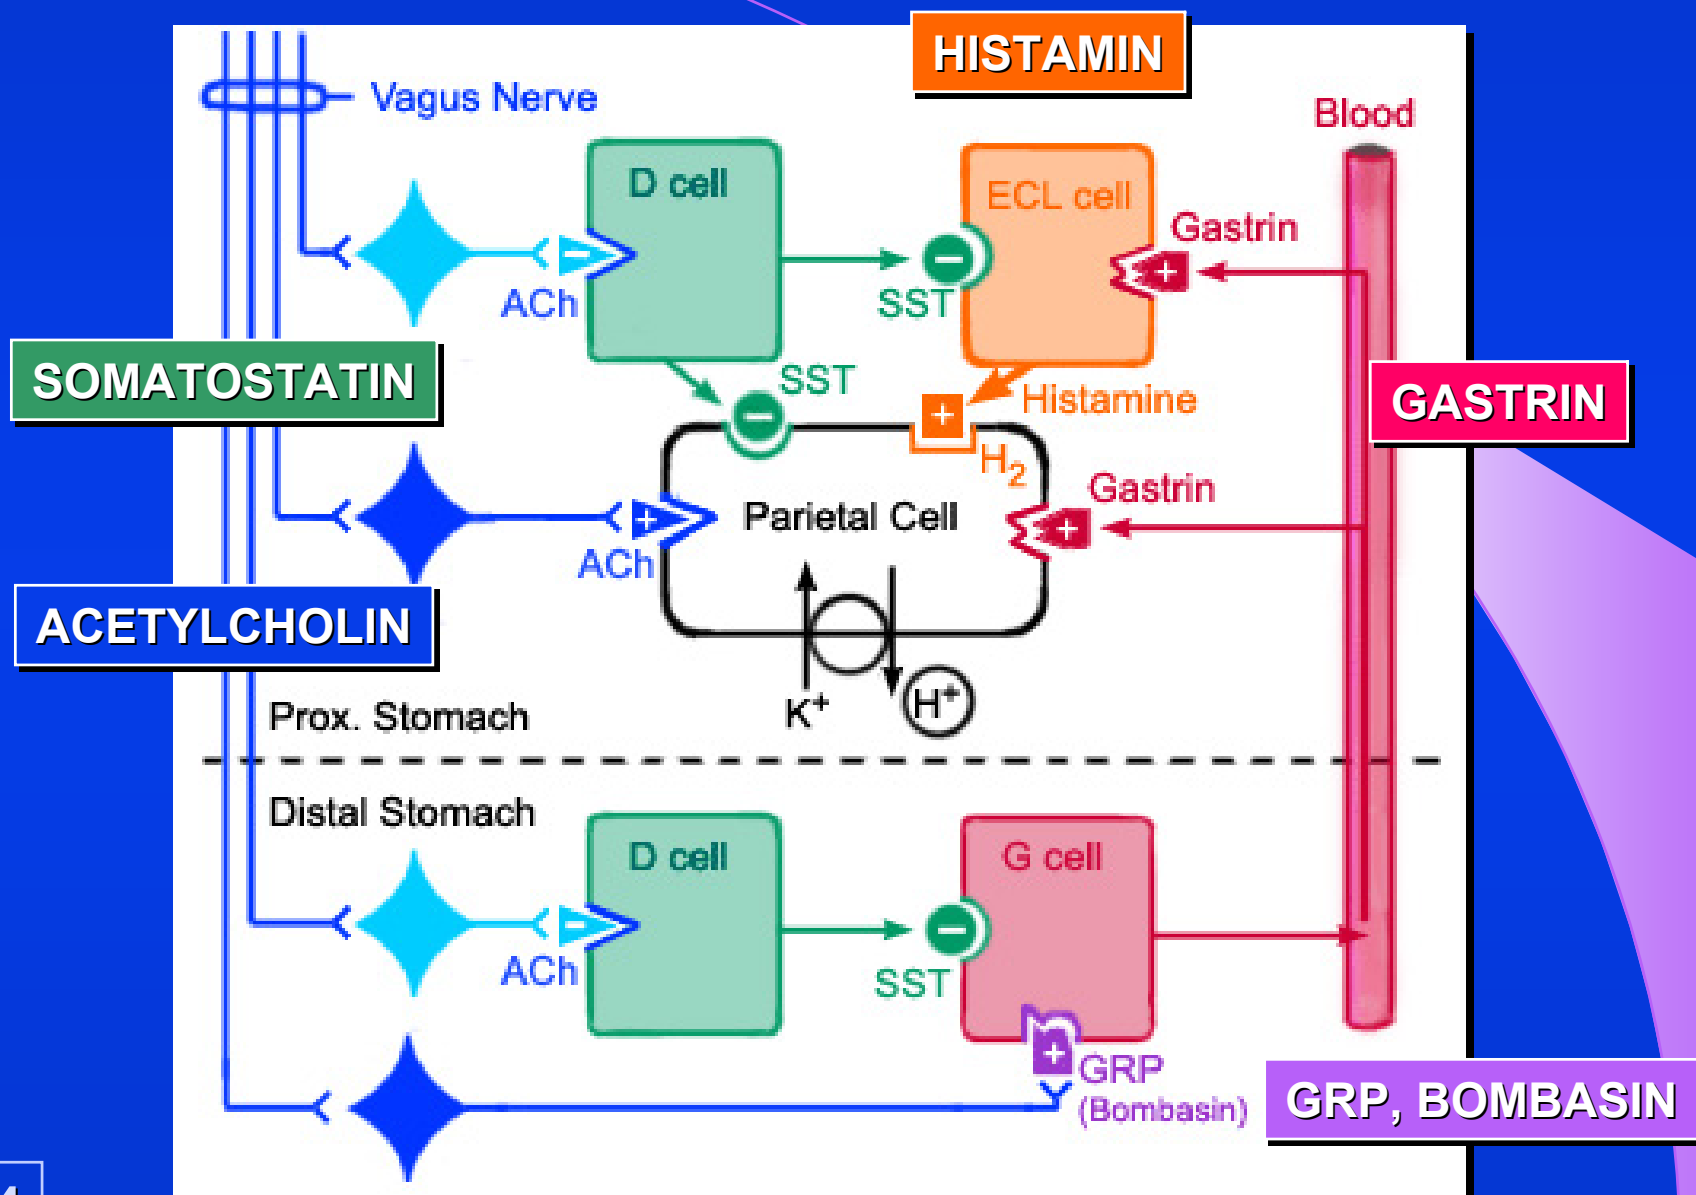 HISTAMIN
Vagus Nerve
Blood
D cell
ECL cell
Gastrin
+
−
−
ACh
SST
SOMATOSTATIN
SST
Histamine
GASTRIN
−
+
H2
Gastrin
+
Parietal Cell
+
ACh
ACETYLCHOLIN
K+
H+
Prox. Stomach
Distal Stomach
D cell
G cell
−
−
ACh
SST
+
GRP
(Bombasin)
GRP, BOMBASIN